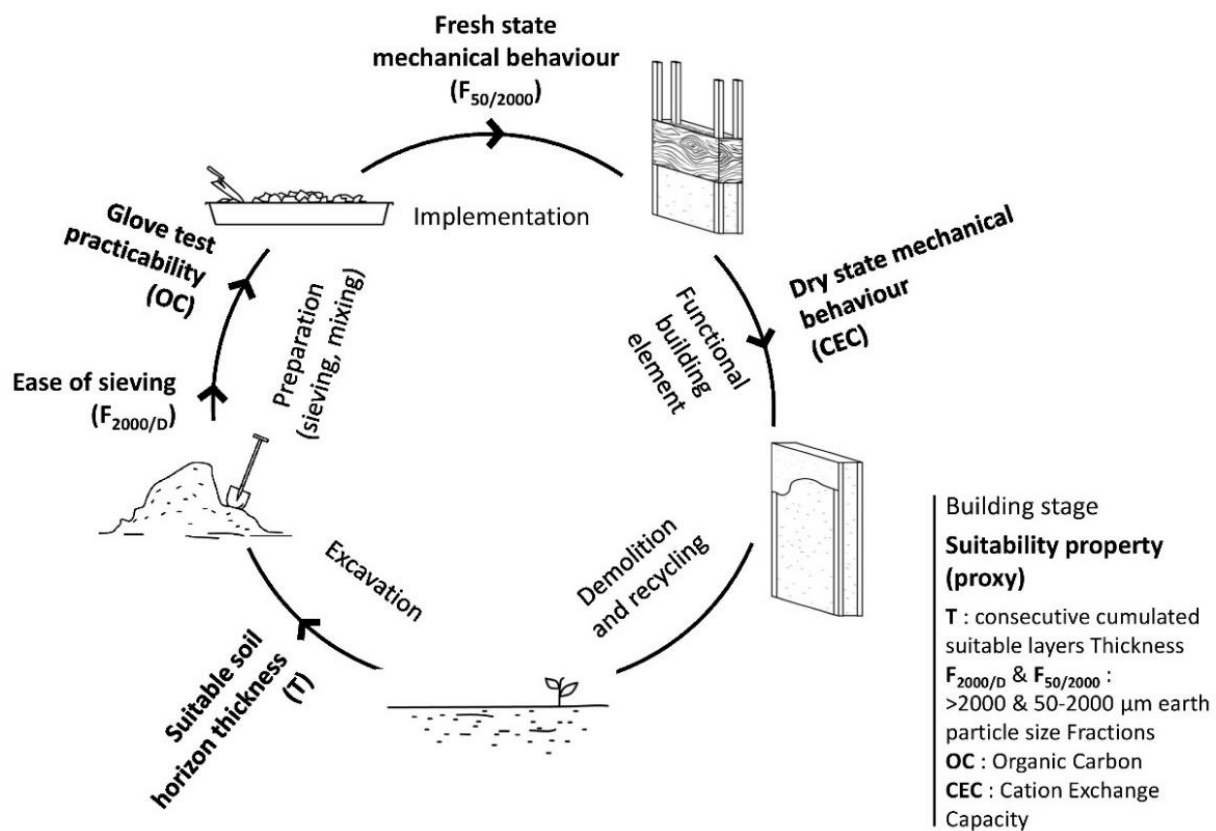 Fresh state
mechanical behaviour
(F50/2000)
Implementation
Glove test
practicability
(OC)
Preparation
(sieving, mixing)
Ease of sieving
(F2000/D)
Dry state mechanical
behaviour
(CEC)
Functional
building
element
Excavation
Demolition
and recycling
Suitable soil
horizon thickness
(T)
Building stage
Suitability property
(proxy)
T : consecutive cumulated
suitable layers Thickness
F2000/D & F50/2000 :
>2000 & 50-2000 µm earth
particle size Fractions
OC : Organic Carbon
CEC : Cation Exchange
Capacity